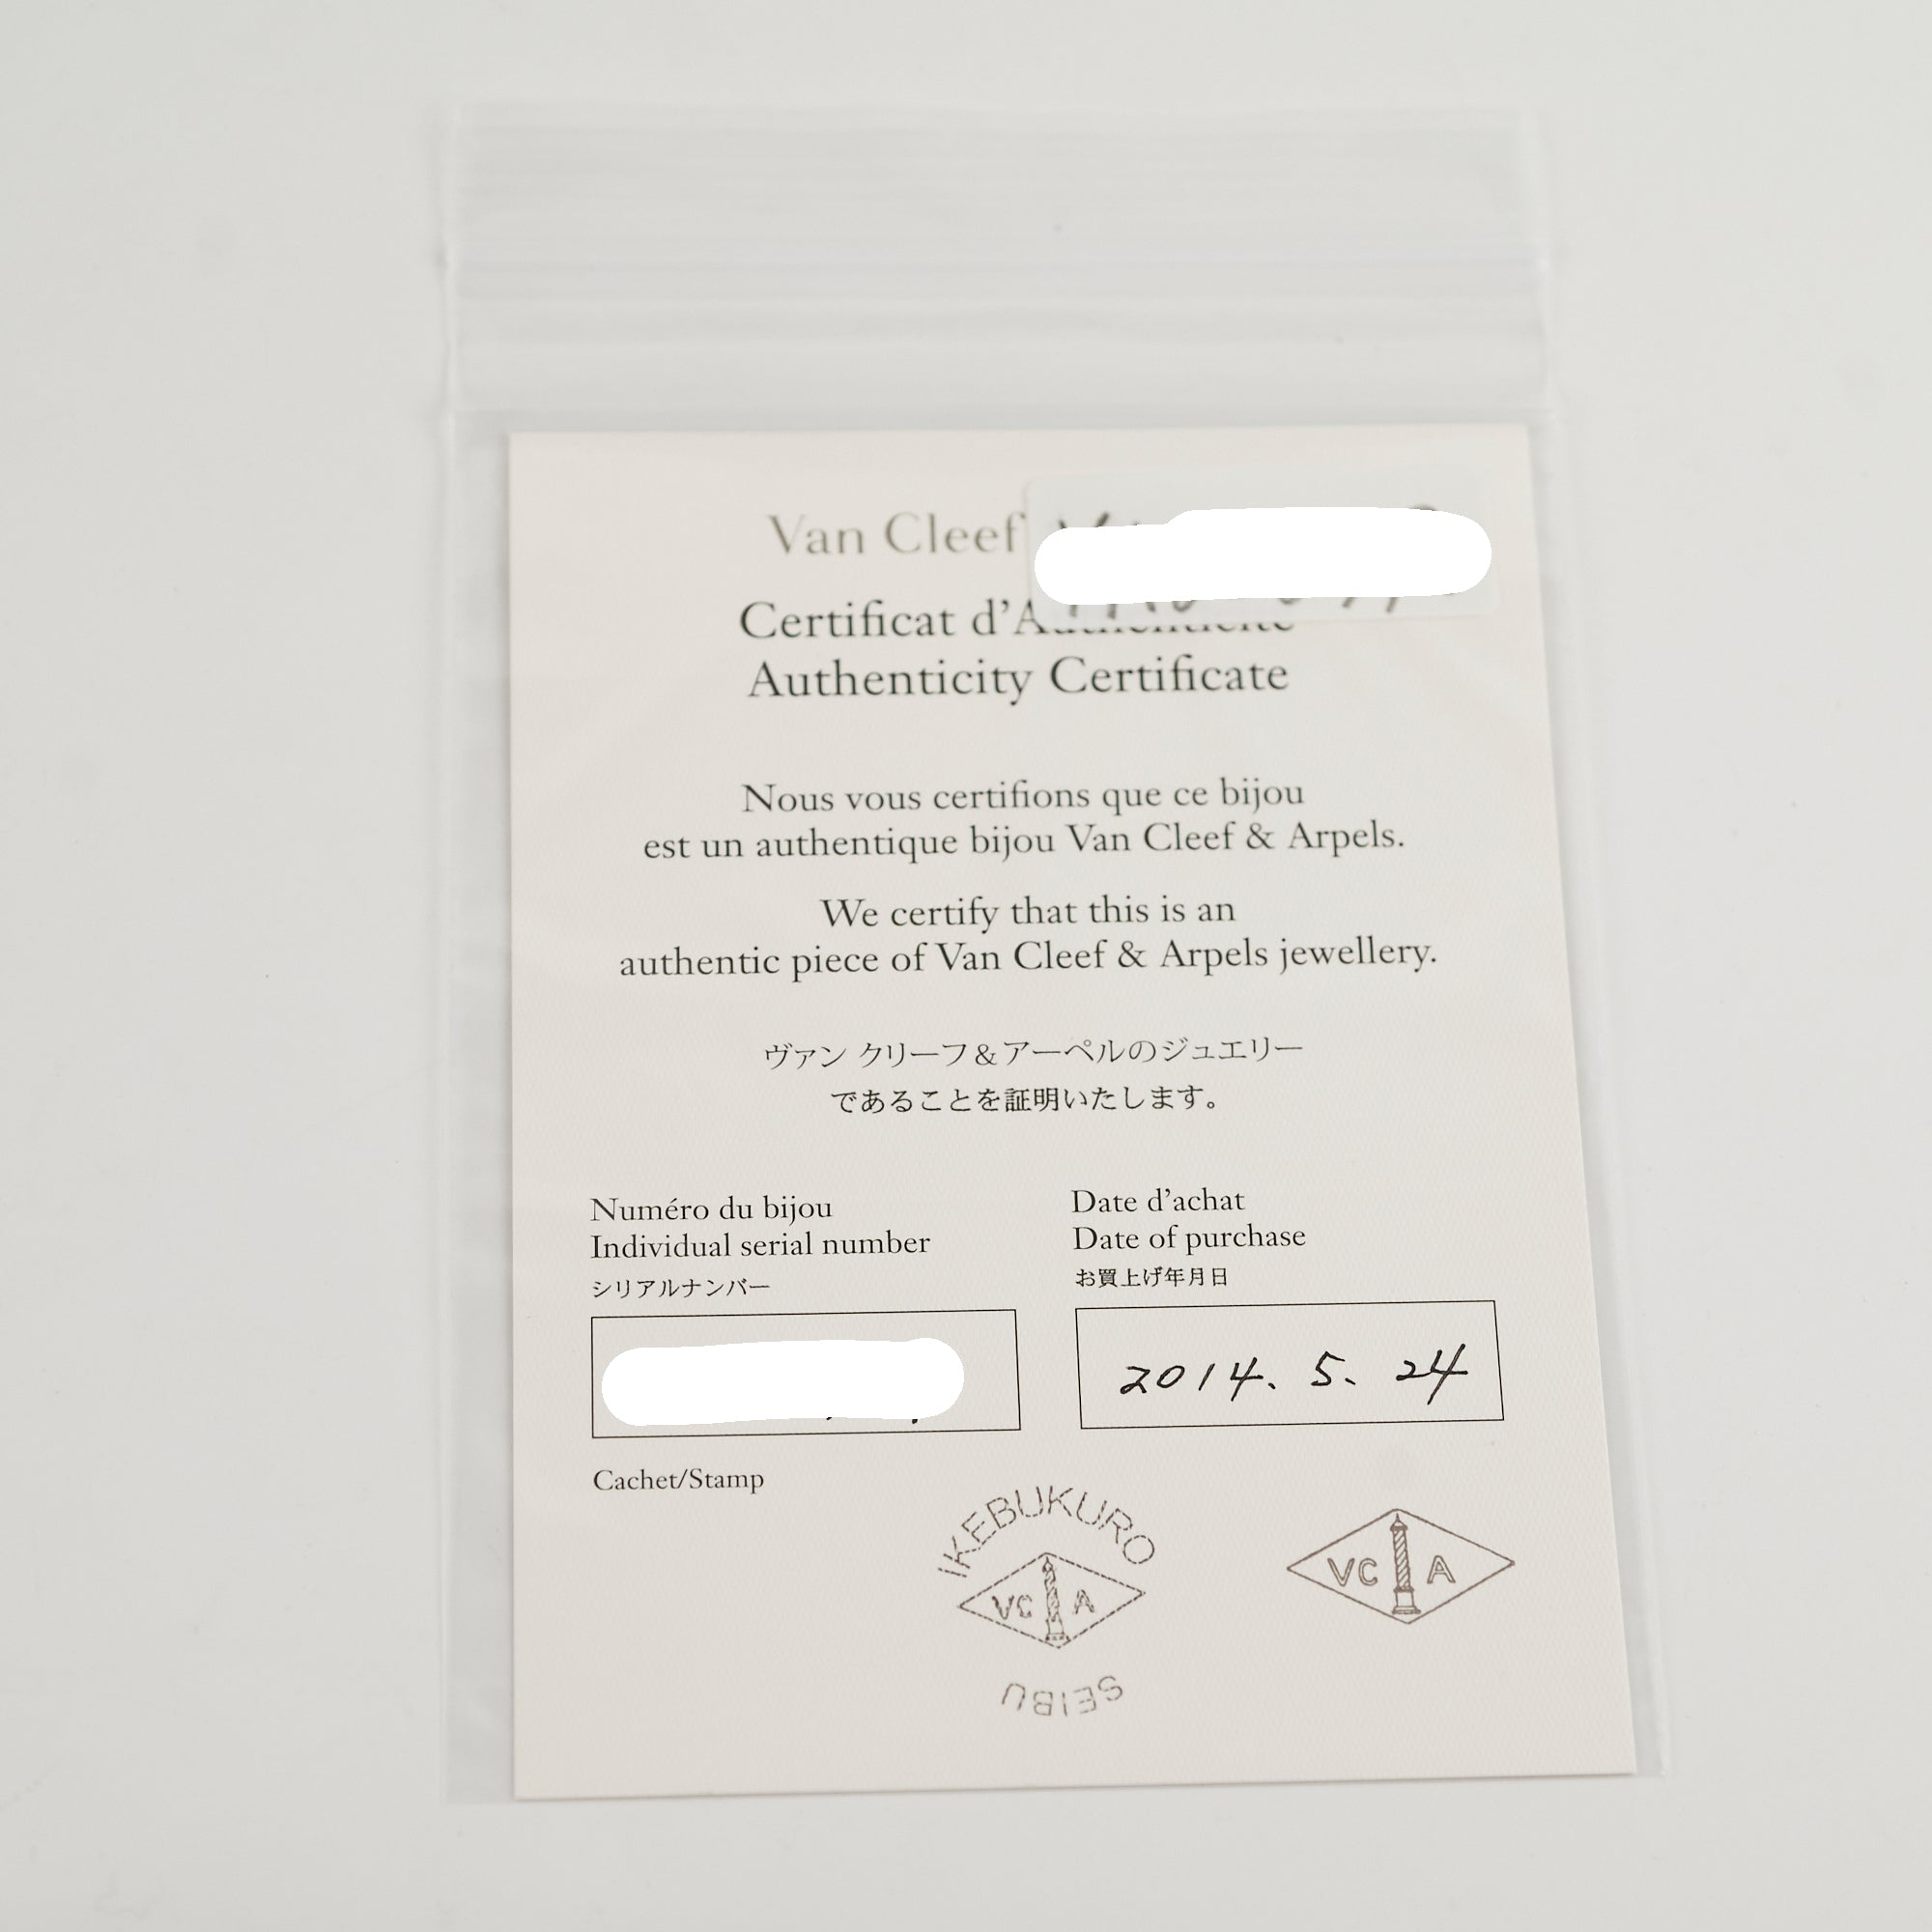 Van Cleef
Certificat d'Authenticité
Authenticity Certificate
Nous vous certifions que ce bijou
est un authentique bijou Van Cleef & Arpels.
We certify that this is an
authentic piece of Van Cleef & Arpels jewellery.
ヴァン クリーフ&アーペルのジュエリー
であることを証明いたします。
Numéro du bijou
Individual serial number
シリアルナンバー
Date d'achat
Date of purchase
お買上げ年月日
2014. 5. 24
Cachet/Stamp
IKEBUKURO
VC A
SEIBU
VC A